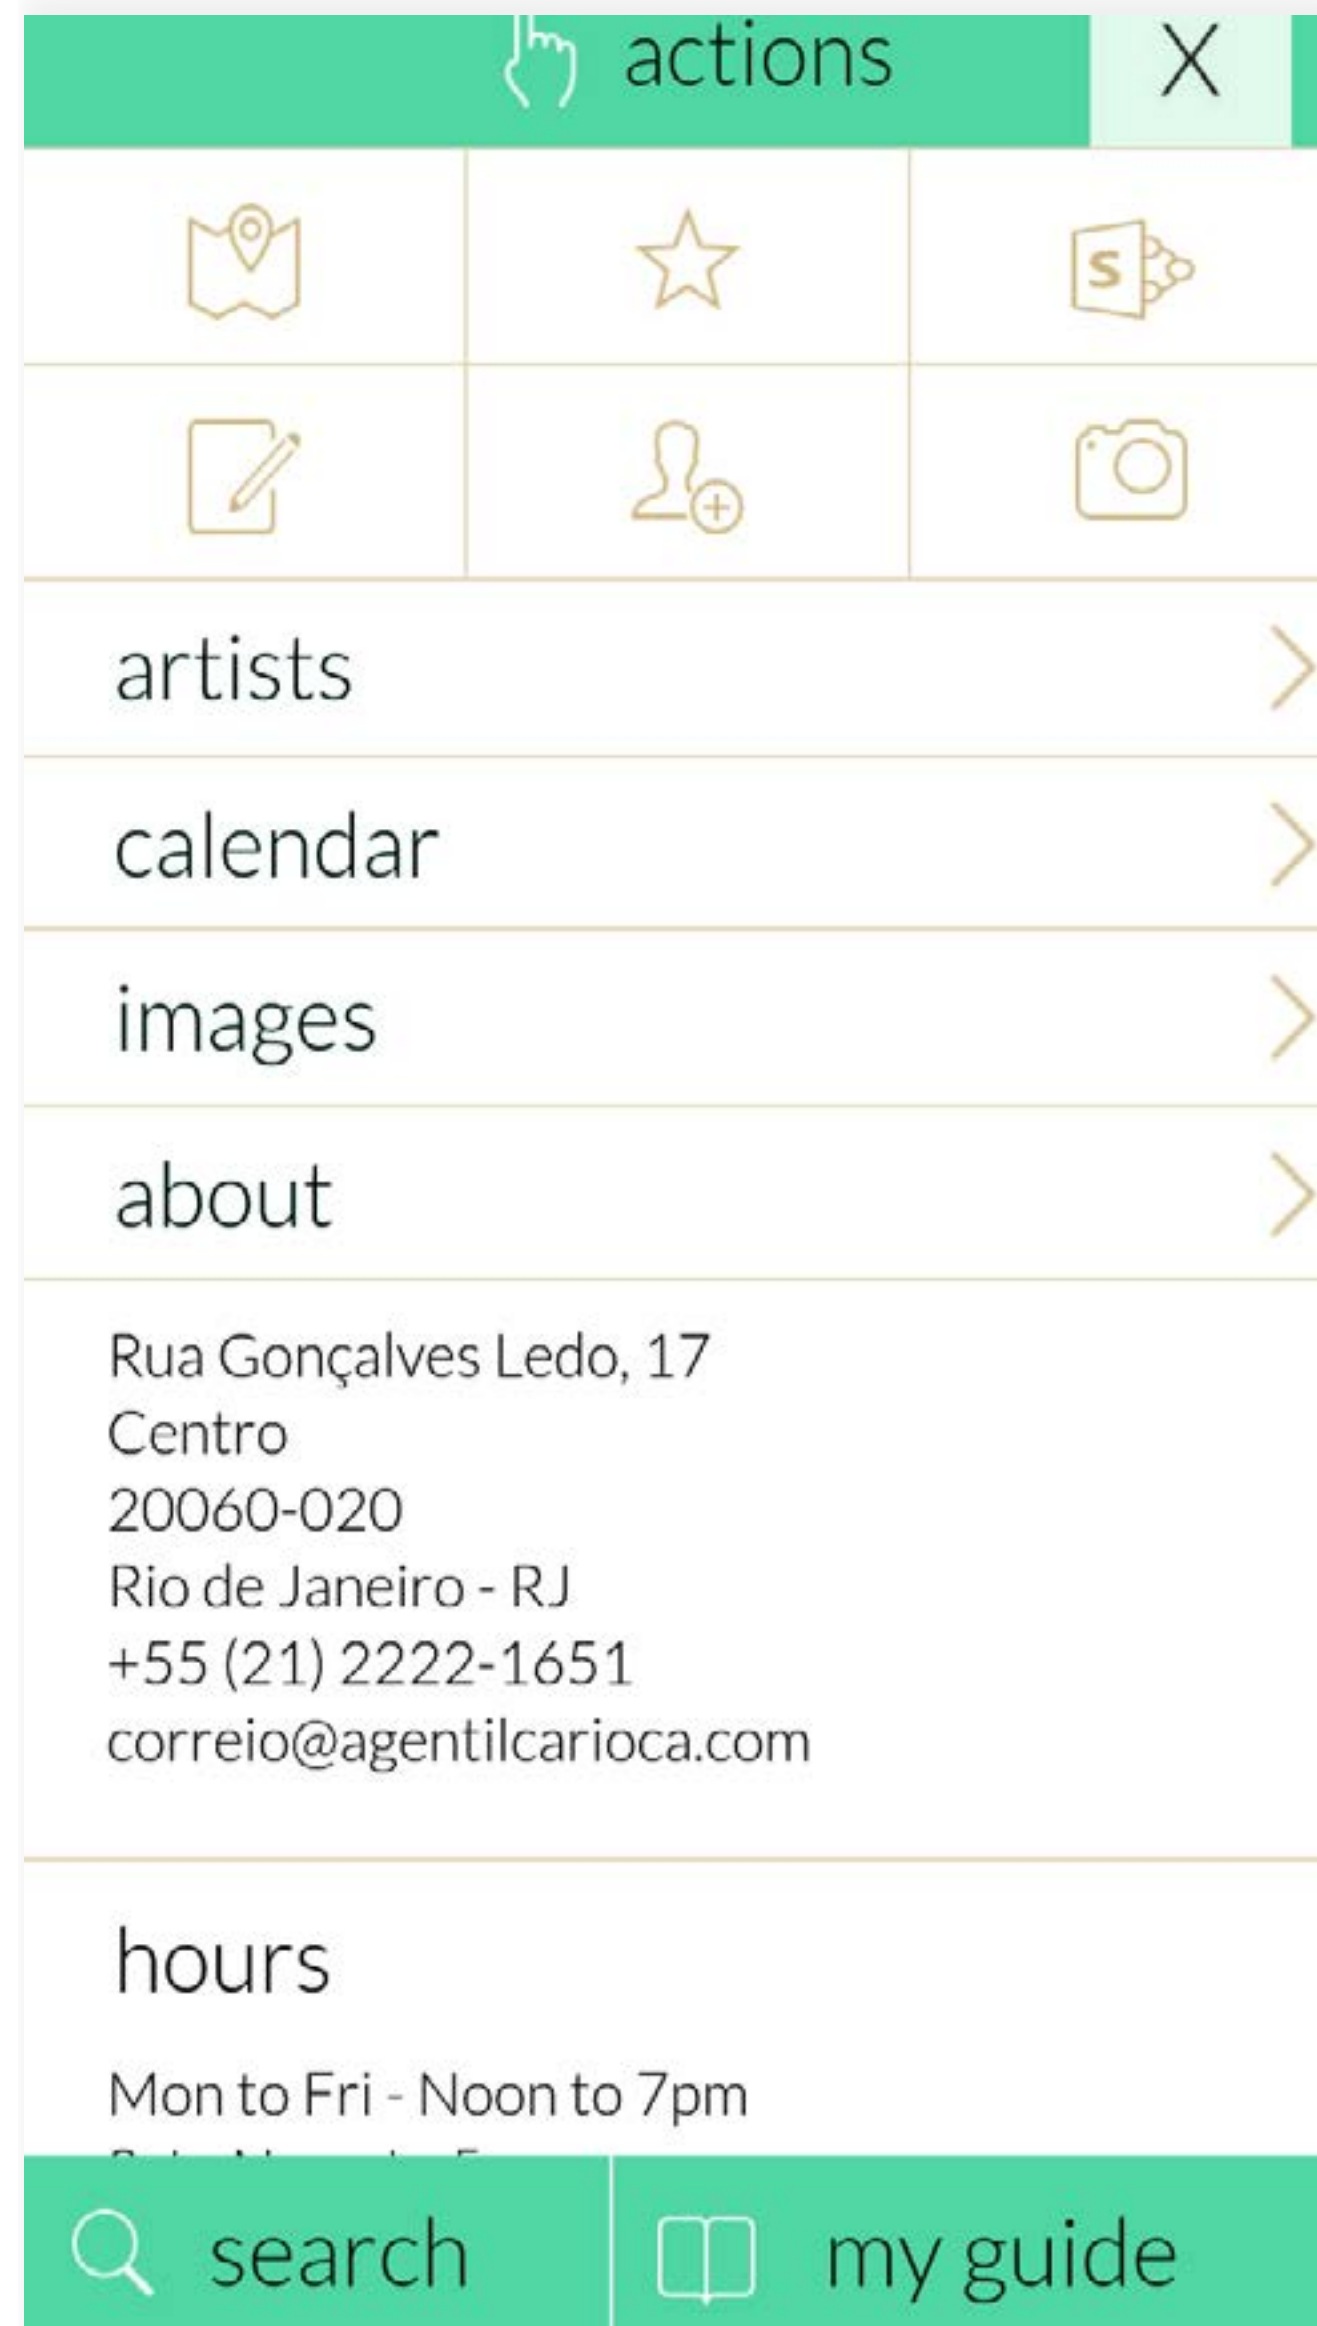 actions X
S
artists
calendar
images
about
Rua Gonçalves Ledo, 17
Centro
20060-020
Rio de Janeiro - RJ
+55 (21) 2222-1651
correio@agentilcarioca.com
hours
Mon to Fri - Noon to 7pm
search my guide